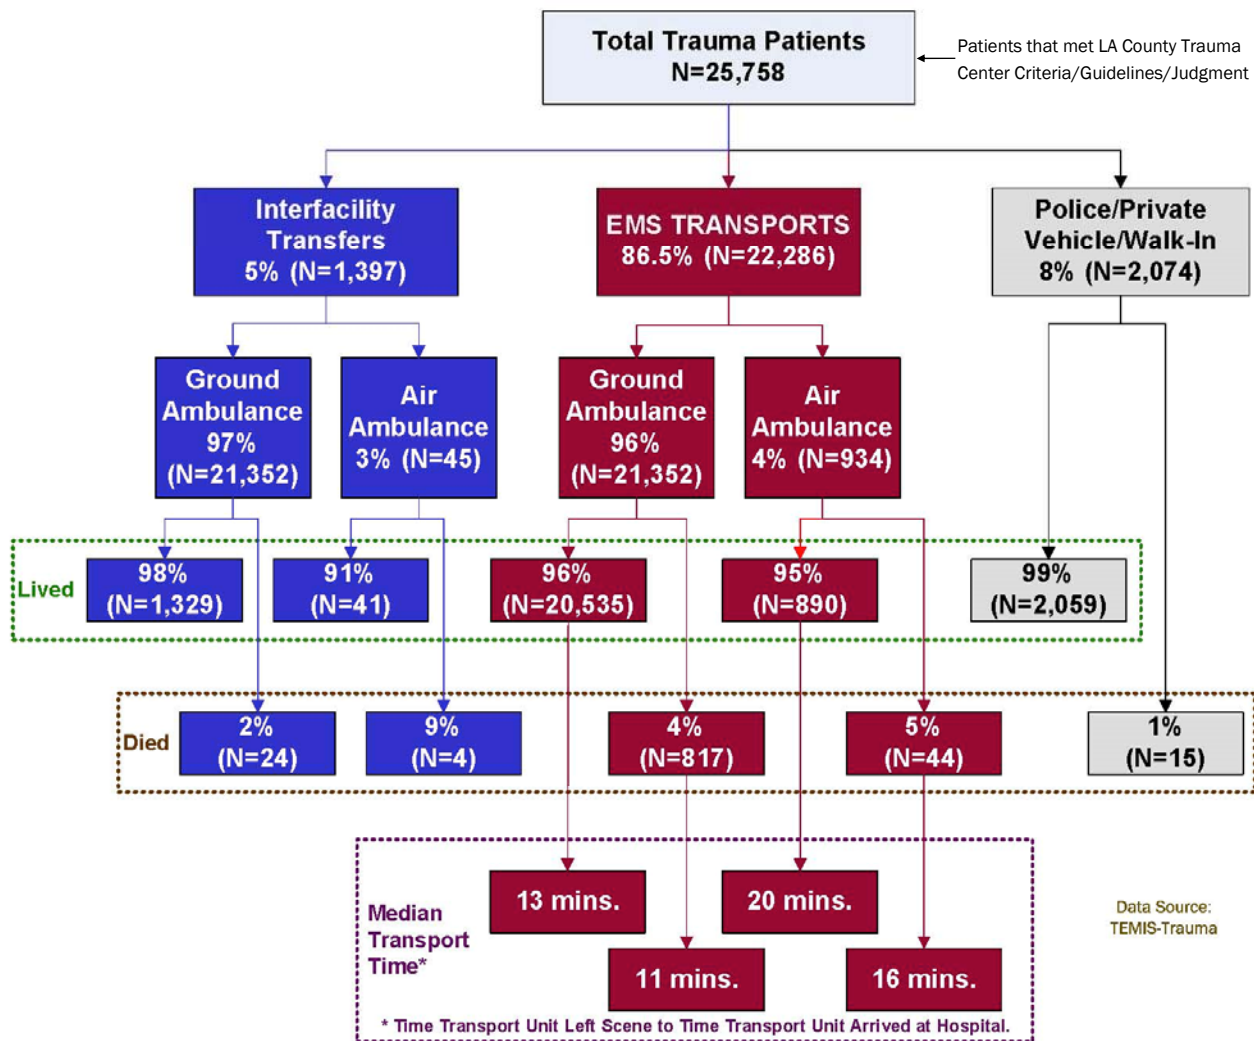 Total Trauma Patients
N=25,758
Patients that met LA County Trauma
Center Criteria/Guidelines/Judgment
Interfacility
Transfers
5% (N=1,397)
EMS TRANSPORTS
86.5% (N=22,286)
Police/Private
Vehicle/Walk-In
8% (N=2,074)
Ground
Ambulance
97%
(N=21,352)
Air
Ambulance
3% (N=45)
Ground
Ambulance
96%
(N=21,352)
Air
Ambulance
4% (N=934)
Lived
98%
(N=1,329)
91%
(N=41)
96%
(N=20,535)
95%
(N=890)
99%
(N=2,059)
Died
2%
(N=24)
9%
(N=4)
4%
(N=817)
5%
(N=44)
1%
(N=15)
Median
Transport
Time*
13 mins.
20 mins.
11 mins.
16 mins.
* Time Transport Unit Left Scene to Time Transport Unit Arrived at Hospital.
Data Source:
TEMIS-Trauma